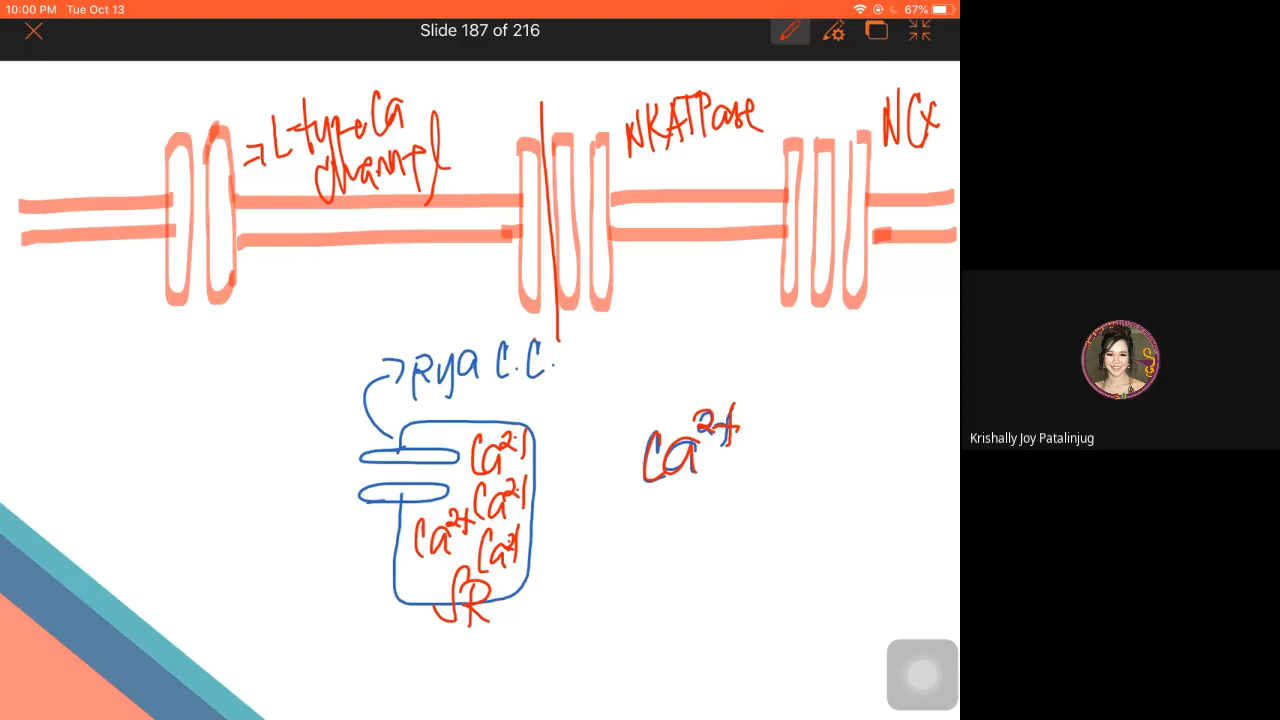 10:00 PM Tue Oct 13
67%
Slide 187 of 216
L-type Ca
channel
NKATPase
NCX
Rya C.C.
Ca2+
Ca2+
Ca2+
Ca2+
SR
Ca2+
Krishally Joy Patalinjug